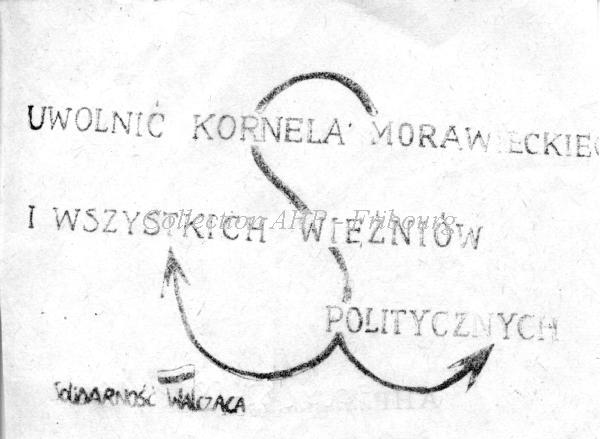 UWOLNIĆ KORNELA MORAWIECKIEGO
I WSZYSTKICH WIĘŹNIÓW
POLITYCZNYCH
SOLIDARNOŚĆ WALCZĄCA
Collection AHP - Fribourg